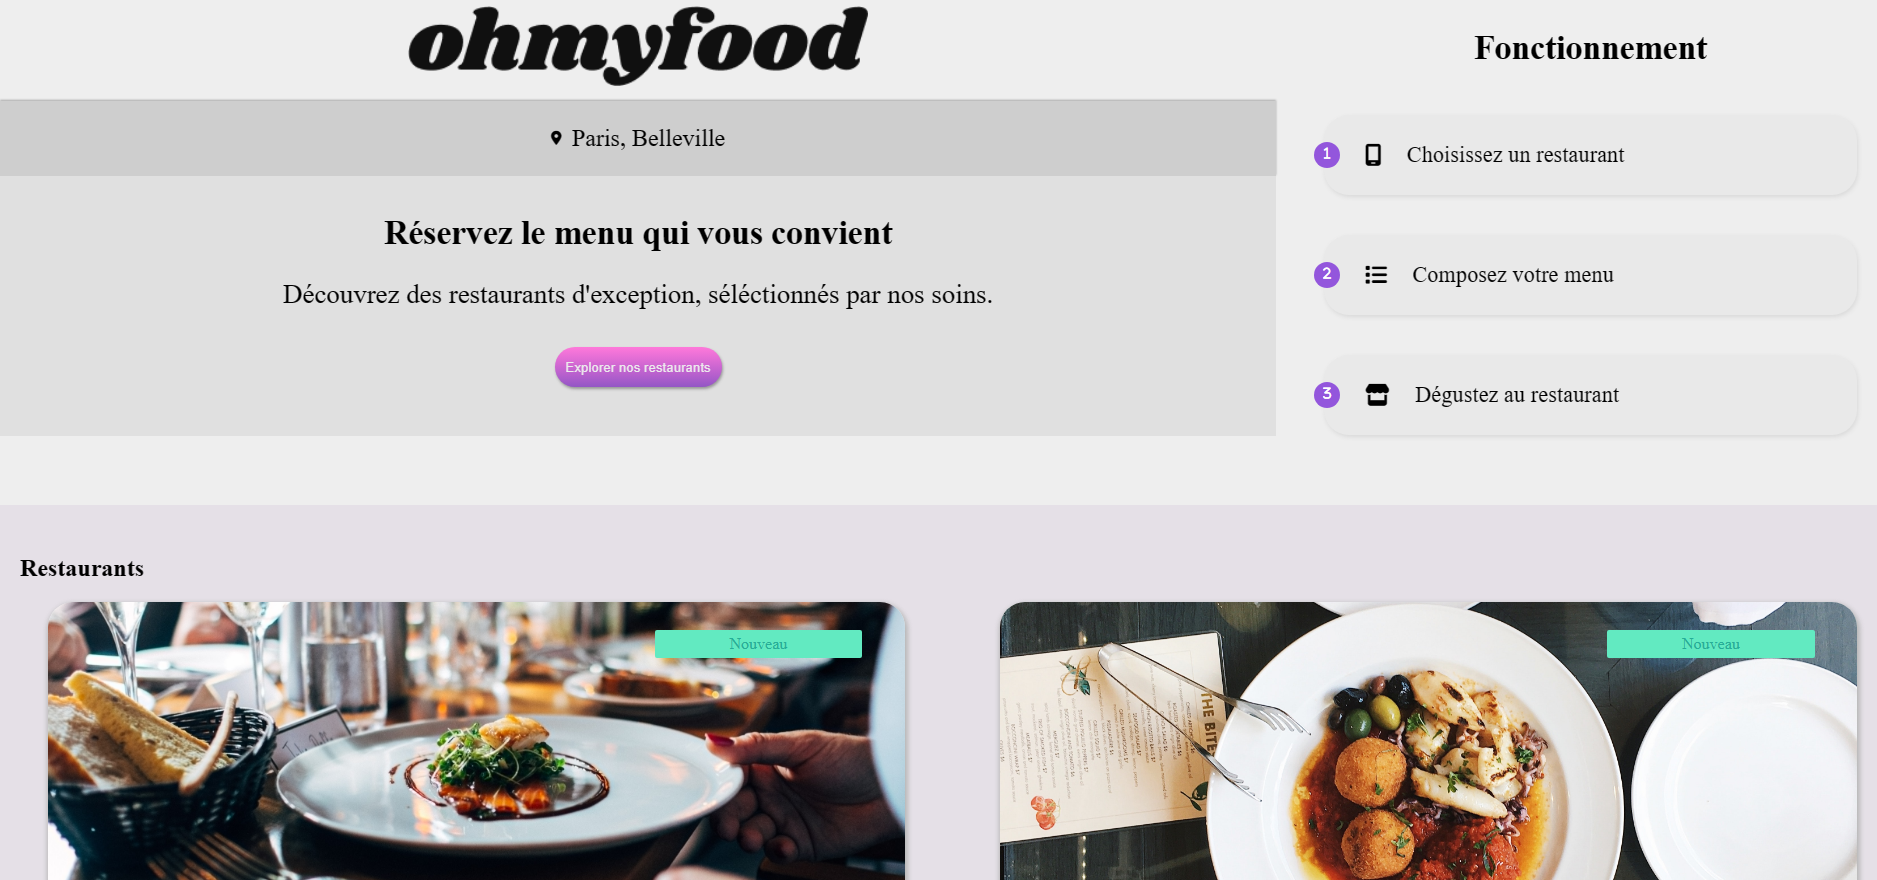 ohmyfood
Paris, Belleville
Réservez le menu qui vous convient
Découvrez des restaurants d'exception, séléctionnés par nos soins.
Explorer nos restaurants
Fonctionnement
1 Choisissez un restaurant
2 Composez votre menu
3 Dégustez au restaurant
Restaurants
Nouveau
Nouveau
THE BITE